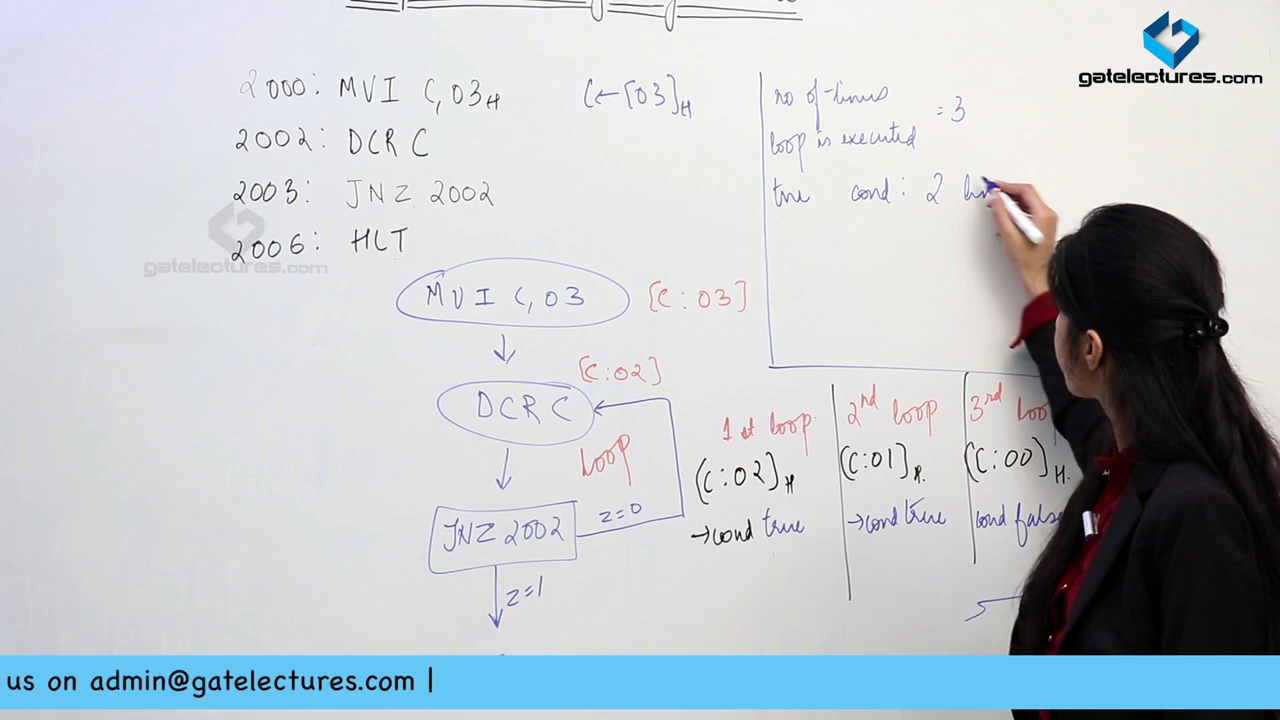 gatelectures.com
2000: MVI C,03H C←[03]H
2002: DCR C
2003: JNZ 2002
2006: HLT
gatelectures.com
no of times
loop is executed = 3
true cond: 2
MVI C,03 [C:03]
[C:02]
DCR C
loop
JNZ 2002
z=0
z=1
1st loop
[C:02]H
→cond true
2nd loop
[C:01]H.
→cond true
3rd loop
[C:00]H.
cond false
us on admin@gatelectures.com |